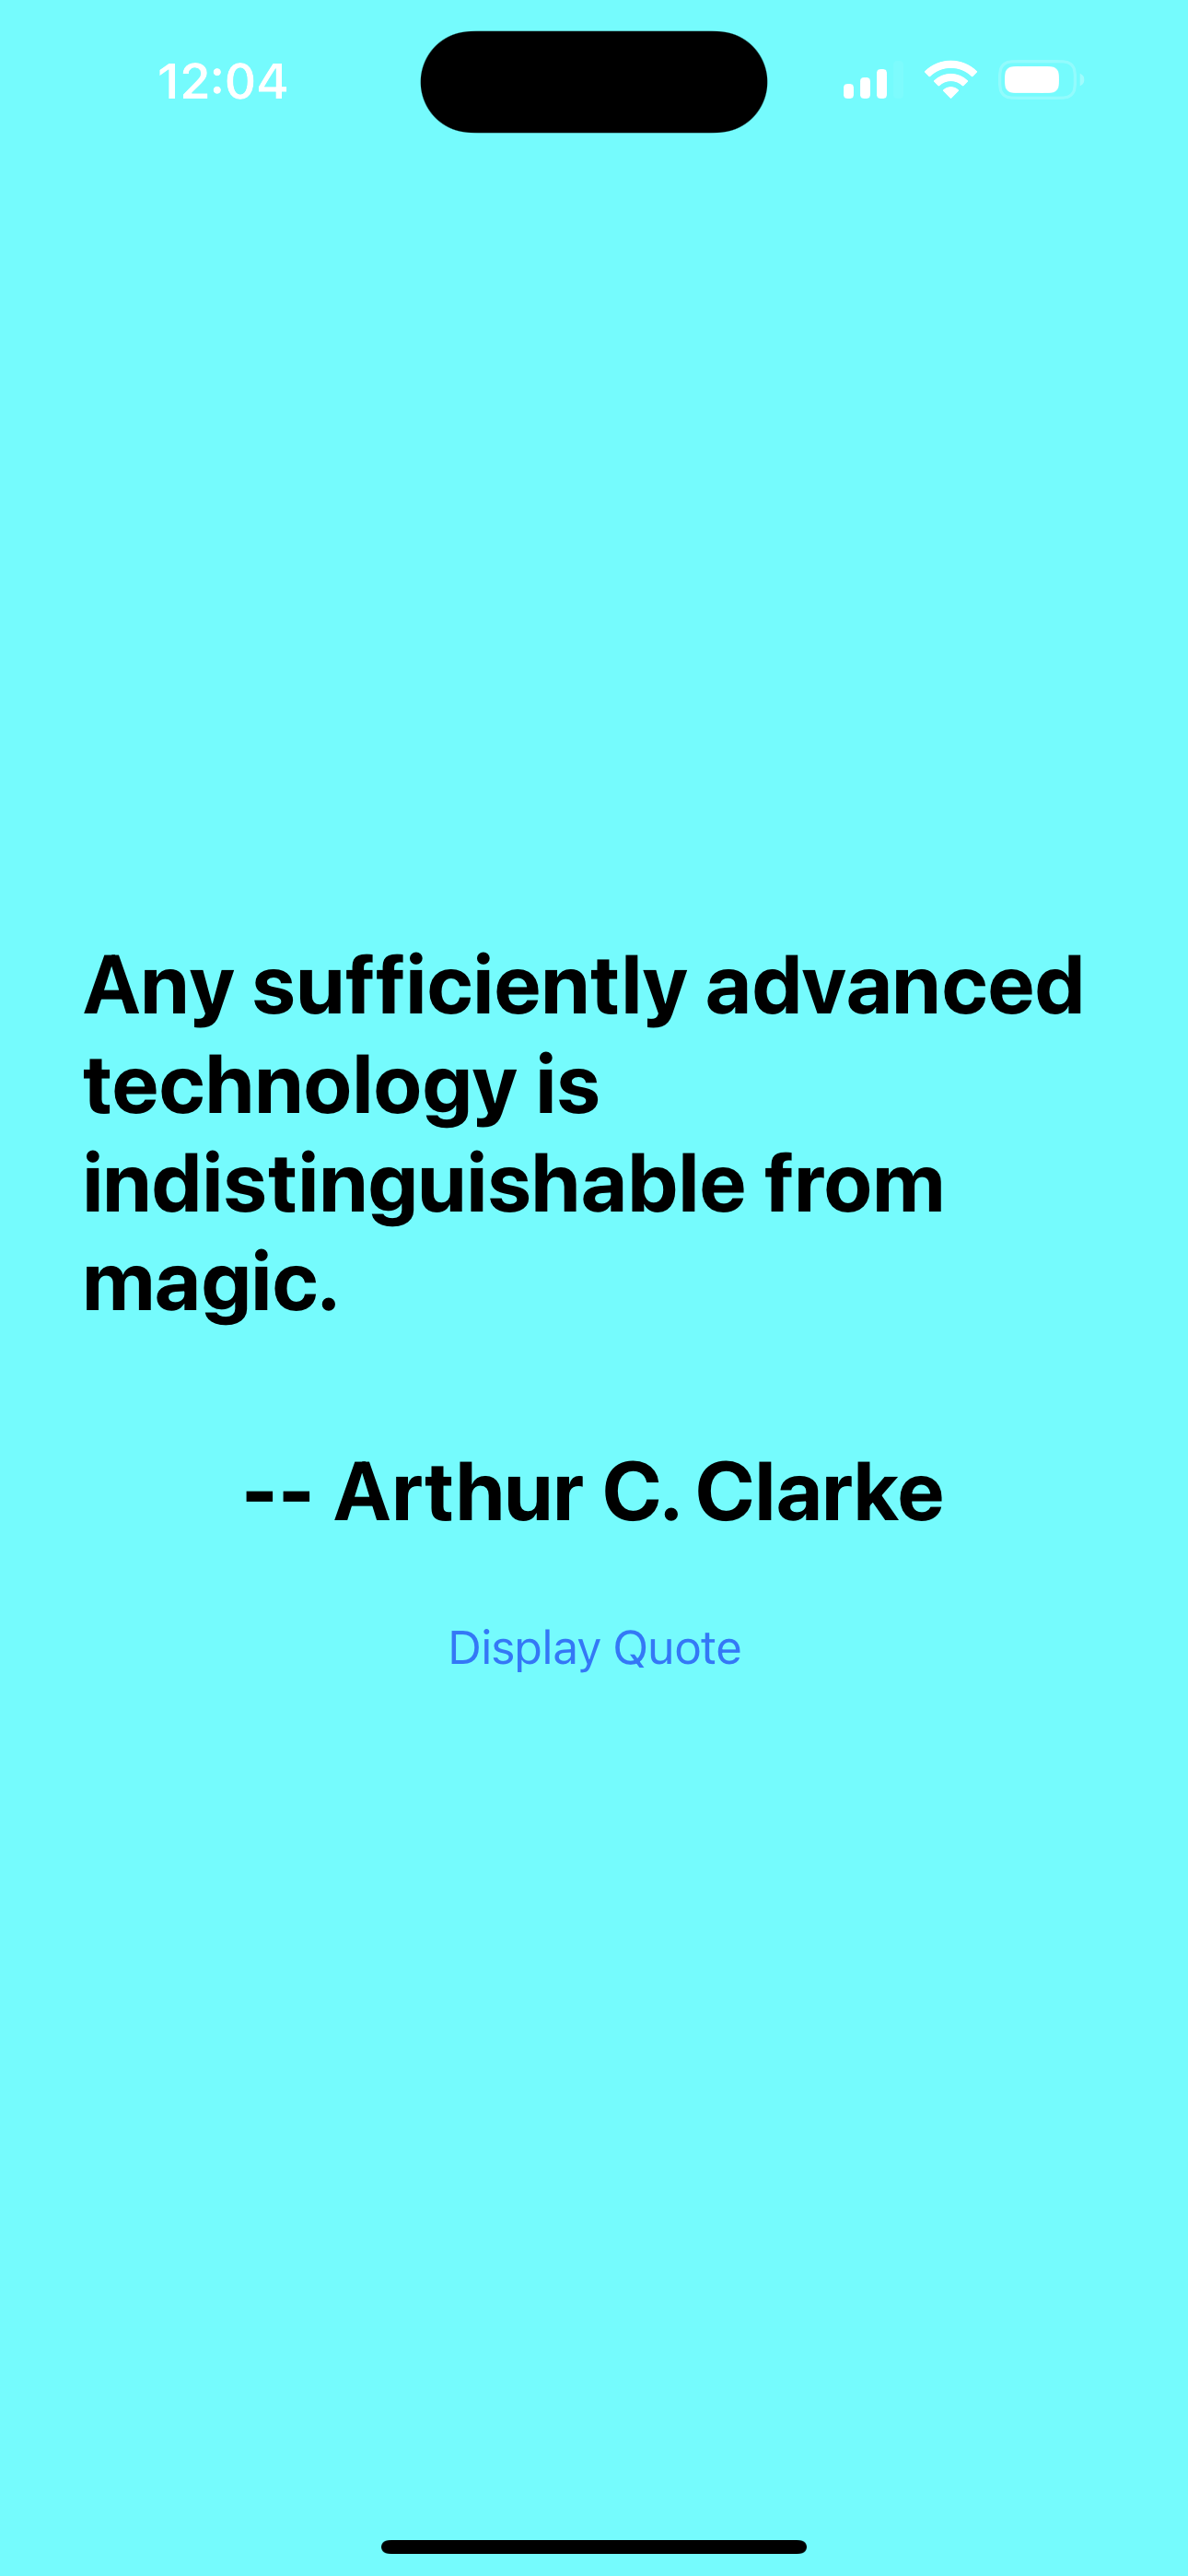 12:04
Any sufficiently advanced
technology is
indistinguishable from
magic.
-- Arthur C. Clarke
Display Quote